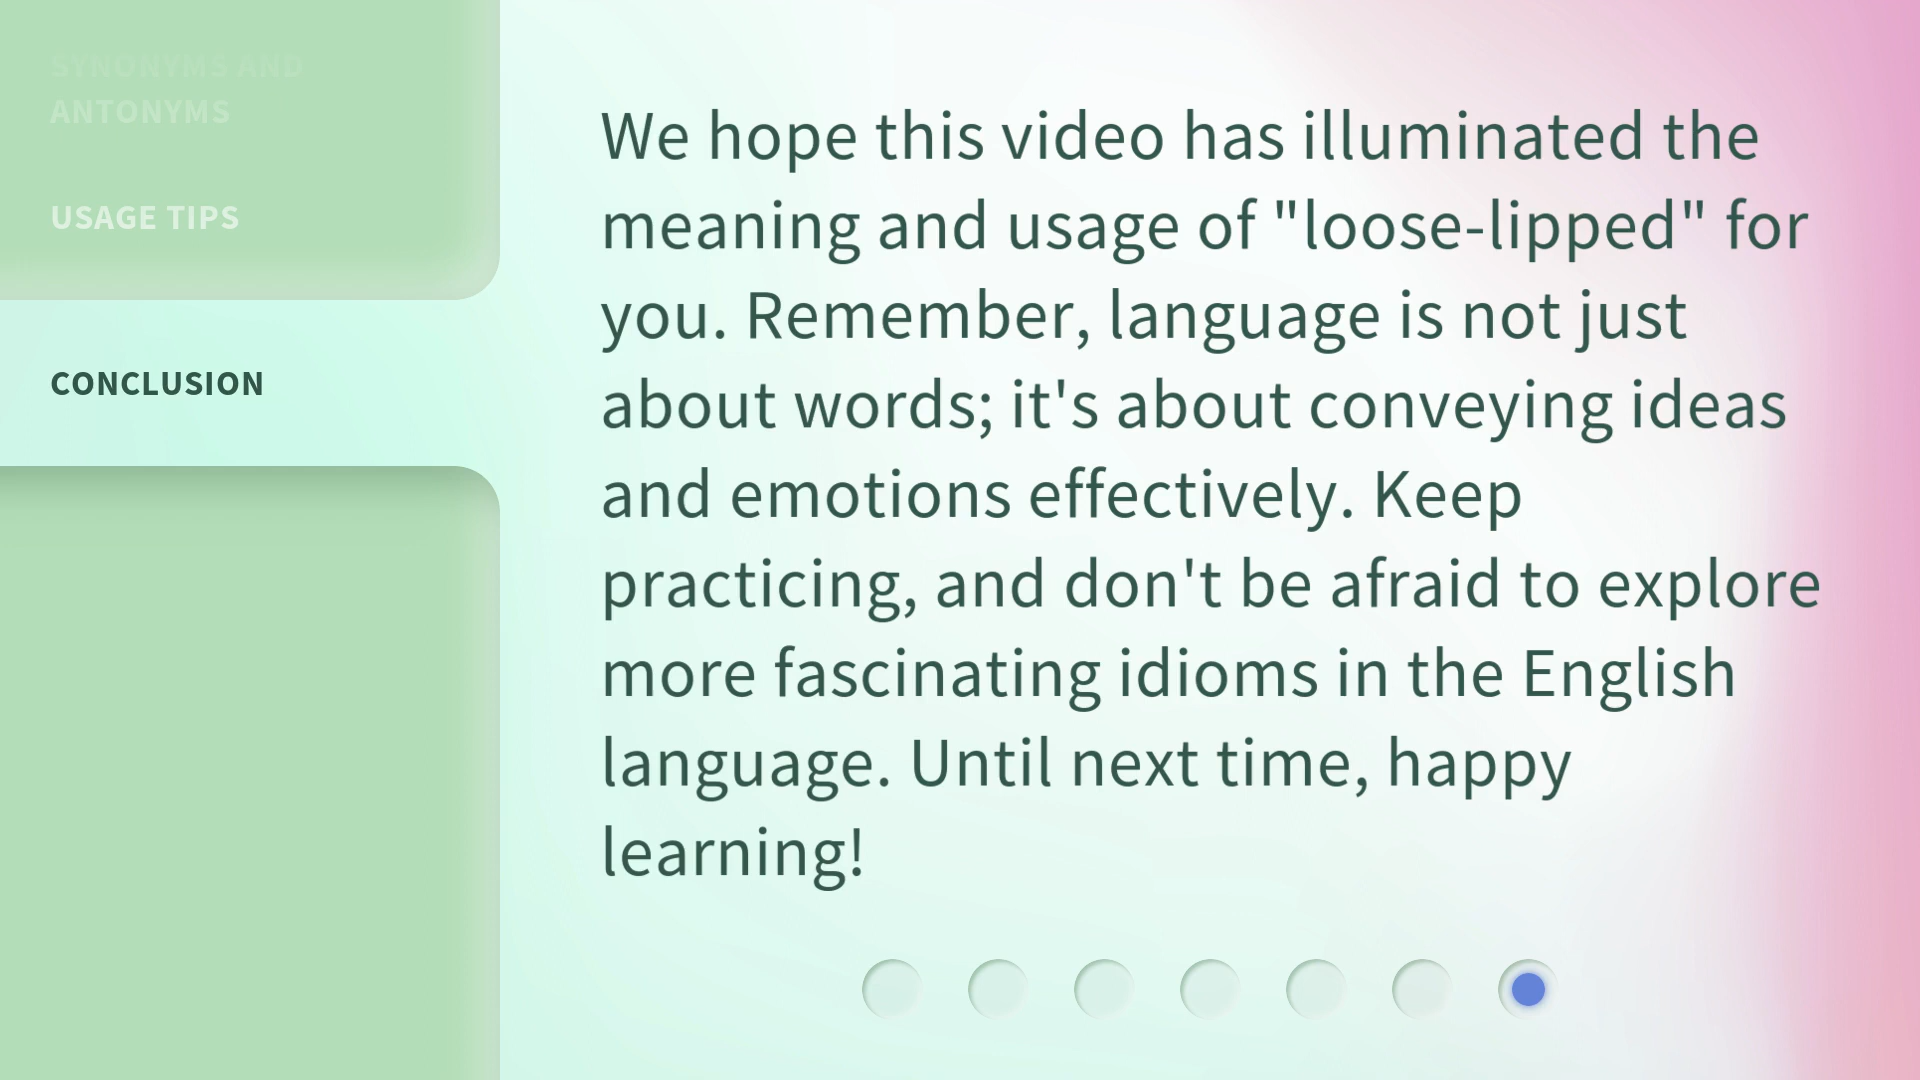 SYNONYMS AND
ANTONYMS
USAGE TIPS
CONCLUSION
We hope this video has illuminated the
meaning and usage of "loose-lipped" for
you. Remember, language is not just
about words; it's about conveying ideas
and emotions effectively. Keep
practicing, and don't be afraid to explore
more fascinating idioms in the English
language. Until next time, happy
learning!